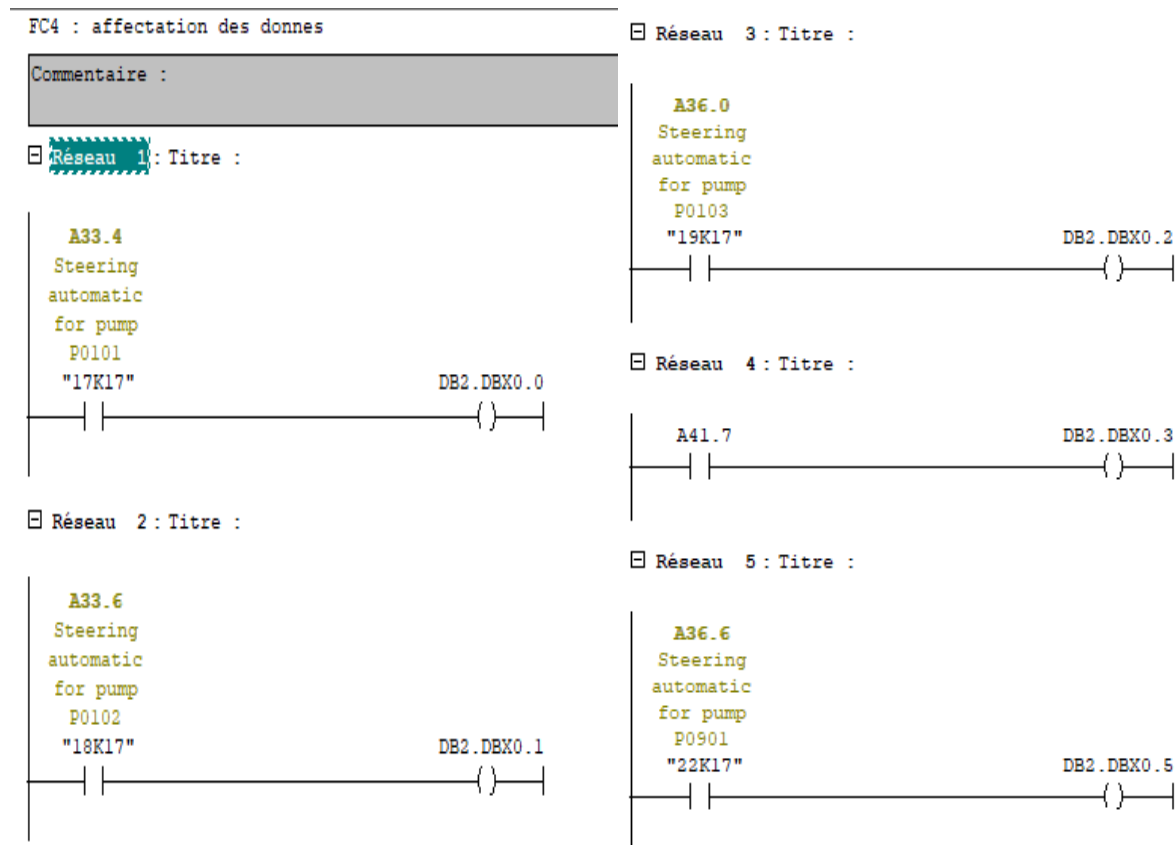 FC4 : affectation des donnes
Commentaire :
Réseau 1 : Titre :
A33.4
Steering
automatic
for pump
P0101
"17K17"
DB2.DBX0.0
Réseau 2 : Titre :
A33.6
Steering
automatic
for pump
P0102
"18K17"
DB2.DBX0.1
Réseau 3 : Titre :
A36.0
Steering
automatic
for pump
P0103
"19K17"
DB2.DBX0.2
Réseau 4 : Titre :
A41.7
DB2.DBX0.3
Réseau 5 : Titre :
A36.6
Steering
automatic
for pump
P0901
"22K17"
DB2.DBX0.5